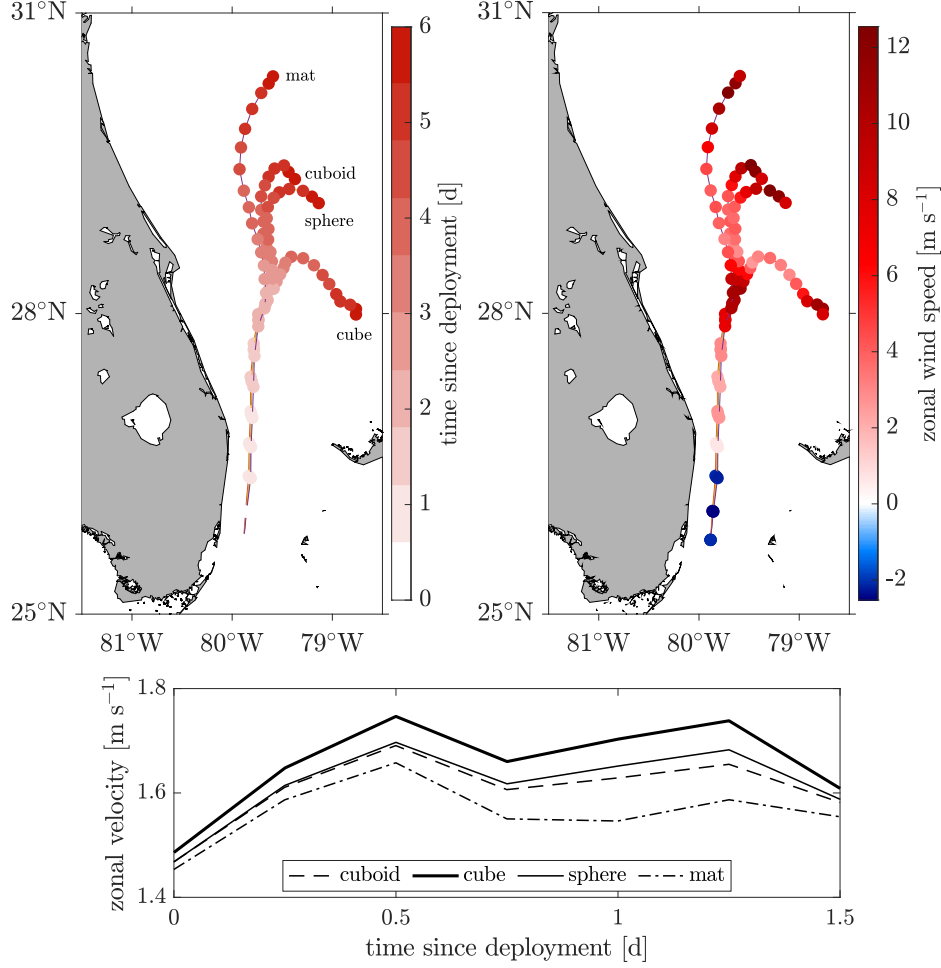 31°N
28°N
25°N
81°W 80°W 79°W
mat
cuboid
sphere
cube
6
5
4
3
2
1
0
time since deployment [d]
81°W 80°W 79°W
12
10
8
6
4
2
0
-2
zonal wind speed [m s⁻¹]
1.8
1.6
1.4
zonal velocity [m s⁻¹]
cuboid cube sphere mat
0 0.5 1 1.5
time since deployment [d]